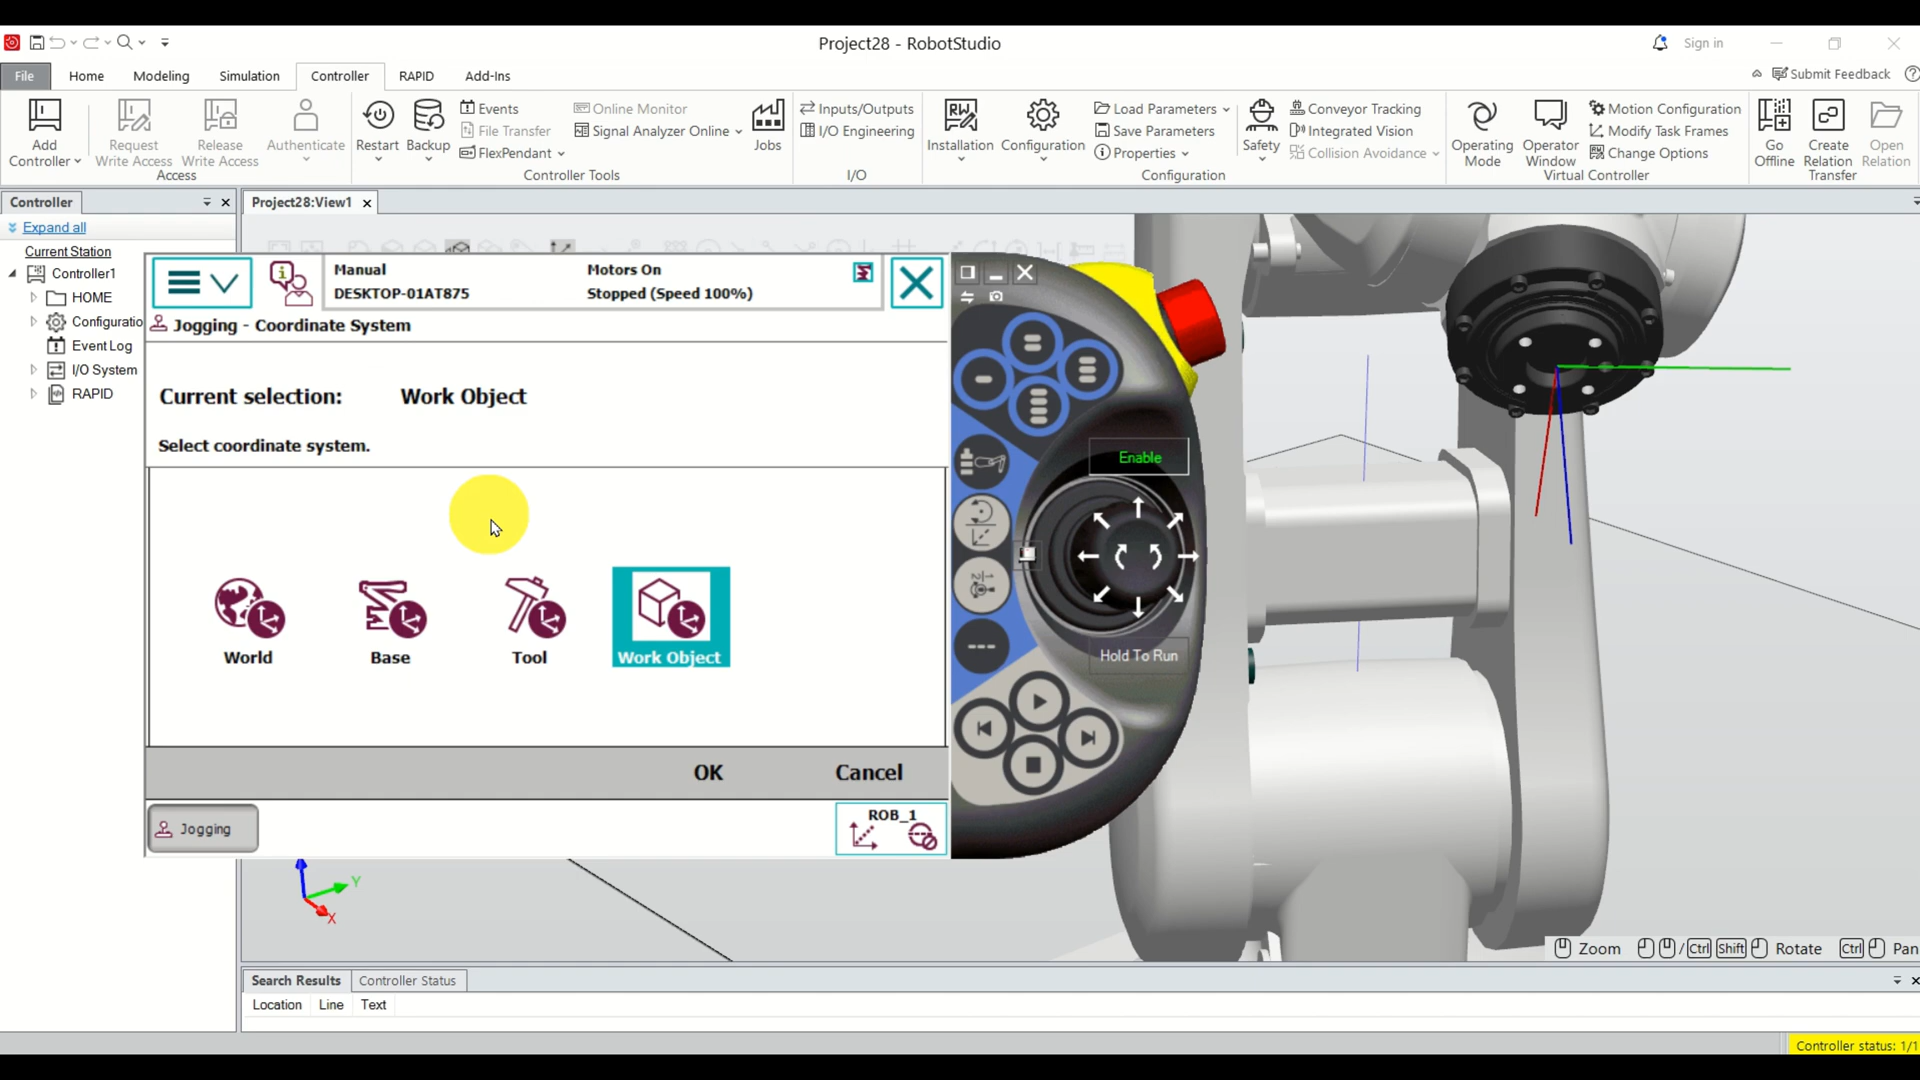 Project28 - RobotStudio
Sign in
File Home Modeling Simulation Controller RAPID Add-Ins
Submit Feedback
Add Controller
Request Write Access
Release Write Access
Authenticate
Access
Restart
Backup
Events
File Transfer
FlexPendant
Online Monitor
Signal Analyzer Online
Jobs
Controller Tools
Inputs/Outputs
I/O Engineering
I/O
Installation
Configuration
Load Parameters
Save Parameters
Properties
Safety
Conveyor Tracking
Integrated Vision
Collision Avoidance
Configuration
Operating Mode
Operator Window
Motion Configuration
Modify Task Frames
Change Options
Virtual Controller
Go Offline
Create Relation
Open Relation
Transfer
Controller
Project28:View1
Expand all
Current Station
Controller1
HOME
Configuratio
Event Log
I/O System
RAPID
Manual
DESKTOP-01AT875
Motors On
Stopped (Speed 100%)
Jogging - Coordinate System
Current selection: Work Object
Select coordinate system.
World Base Tool Work Object
OK Cancel
Jogging
ROB_1
Enable
Hold To Run
Y
X
Zoom
Ctrl Shift Rotate
Ctrl Pan
Search Results Controller Status
Location Line Text
Controller status: 1/1